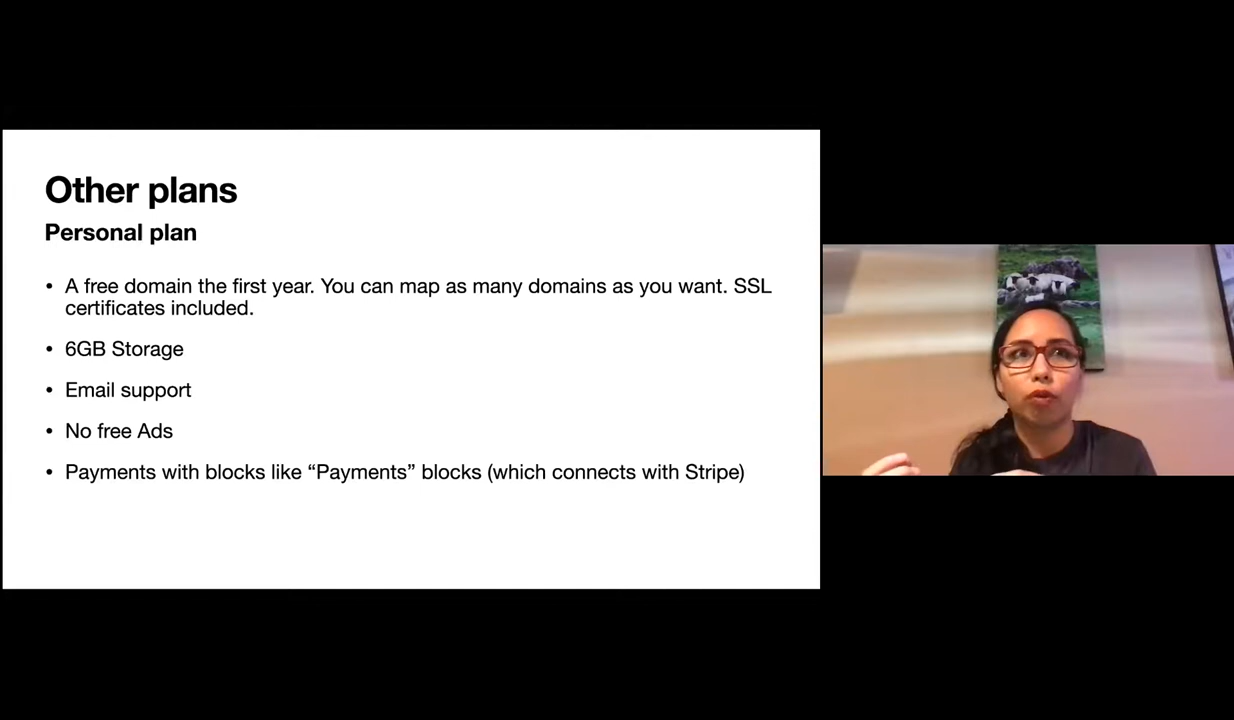 Other plans
Personal plan
• A free domain the first year. You can map as many domains as you want. SSL
certificates included.
• 6GB Storage
• Email support
• No free Ads
• Payments with blocks like “Payments” blocks (which connects with Stripe)